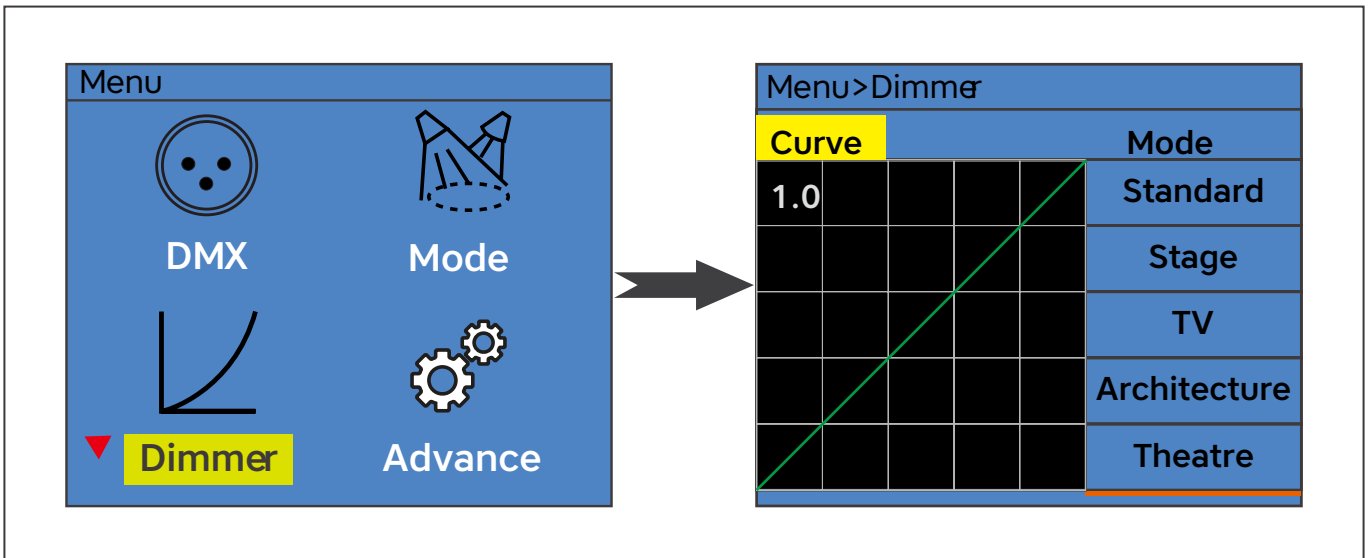 Menu
DMX
Mode
Dimmer
Advance
Menu>Dimmer
Curve
Mode
1.0
Standard
Stage
TV
Architecture
Theatre